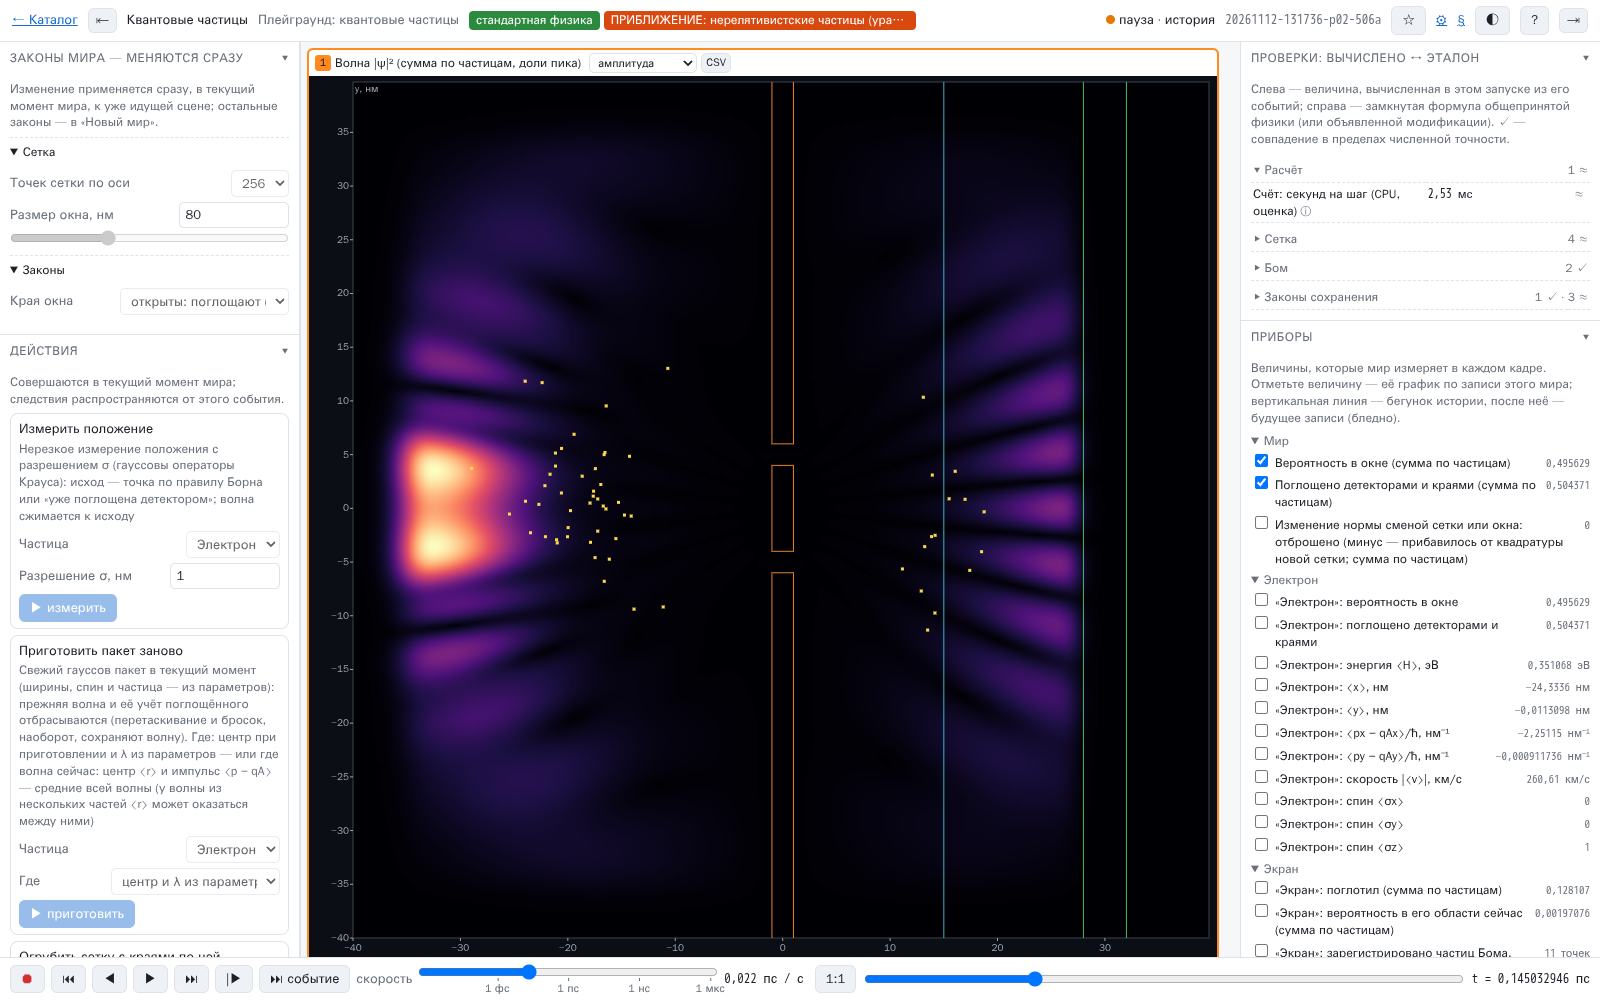 ← Каталог
⇤
Квантовые частицы
Плейграунд: квантовые частицы
стандартная физика
ПРИБЛИЖЕНИЕ: нерелятивистские частицы (ура…
пауза · история
20261112-131736-p02-506a
☆
⚙
§
?
⇥
ЗАКОНЫ МИРА — МЕНЯЮТСЯ СРАЗУ
Изменение применяется сразу, в текущий
момент мира, к уже идущей сцене; остальные
законы — в «Новый мир».
Сетка
Точек сетки по оси 256
Размер окна, нм 80
Законы
Края окна открыты: поглощают
ДЕЙСТВИЯ
Совершаются в текущий момент мира;
следствия распространяются от этого события.
Измерить положение
Нерезкое измерение положения с
разрешением σ (гауссовы операторы
Крауса): исход — точка по правилу Борна
или «уже поглощена детектором»; волна
сжимается к исходу
Частица Электрон
Разрешение σ, нм 1
▶ измерить
Приготовить пакет заново
Свежий гауссов пакет в текущий момент
(ширины, спин и частица — из параметров):
прежняя волна и её учёт поглощённого
отбрасываются (перетаскивание и бросок,
наоборот, сохраняют волну). Где: центр при
приготовлении и λ из параметров — или где
волна сейчас: центр ⟨r⟩ и импульс ⟨p − qA⟩
— средние всей волны (у волны из
нескольких частей ⟨r⟩ может оказаться
между ними)
Частица Электрон
Где центр и λ из парамет
▶ приготовить
1 Волна |ψ|² (сумма по частицам, доли пика) амплитуда CSV
y, нм
35
30
25
20
15
10
5
0
−5
−10
−15
−20
−25
−30
−35
−40
−40 −30 −20 −10 0 10 20 30
ПРОВЕРКИ: ВЫЧИСЛЕНО ↔ ЭТАЛОН
Слева — величина, вычисленная в этом запуске из его
событий; справа — замкнутая формула общепринятой
физики (или объявленной модификации). ✓ —
совпадение в пределах численной точности.
Расчёт 1 ≈
Счёт: секунд на шаг (CPU, 2,53 мс ≈
оценка) ⓘ
Сетка 4 ≈
Бом 2 ✓
Законы сохранения 1 ✓ · 3 ≈
ПРИБОРЫ
Величины, которые мир измеряет в каждом кадре.
Отметьте величину — её график по записи этого мира;
вертикальная линия — бегунок истории, после неё —
будущее записи (бледно).
Мир
Вероятность в окне (сумма по частицам) 0,495629
Поглощено детекторами и краями (сумма по 0,504371
частицам)
Изменение нормы сменой сетки или окна: 0
отброшено (минус — прибавилось от квадратуры
новой сетки; сумма по частицам)
Электрон
«Электрон»: вероятность в окне 0,495629
«Электрон»: поглощено детекторами и 0,504371
краями
«Электрон»: энергия ⟨H⟩, эВ 0,351068 эВ
«Электрон»: ⟨x⟩, нм −24,3336 нм
«Электрон»: ⟨y⟩, нм −0,0113098 нм
«Электрон»: ⟨px − qAx⟩/ħ, нм⁻¹ −2,25115 нм⁻¹
«Электрон»: ⟨py − qAy⟩/ħ, нм⁻¹ −0,000911736 нм⁻¹
«Электрон»: скорость |⟨v⟩|, км/с 260,61 км/с
«Электрон»: спин ⟨σx⟩ 0
«Электрон»: спин ⟨σy⟩ 0
«Электрон»: спин ⟨σz⟩ 1
Экран
«Экран»: поглотил (сумма по частицам) 0,128107
«Экран»: вероятность в его области сейчас 0,00197076
(сумма по частицам)
«Экран»: зарегистрировано частиц Бома, 11 точек
⏭ событие
скорость
1 фс 1 пс 1 нс 1 мкс
0,022 пс / с
1:1
t = 0,145032946 пс